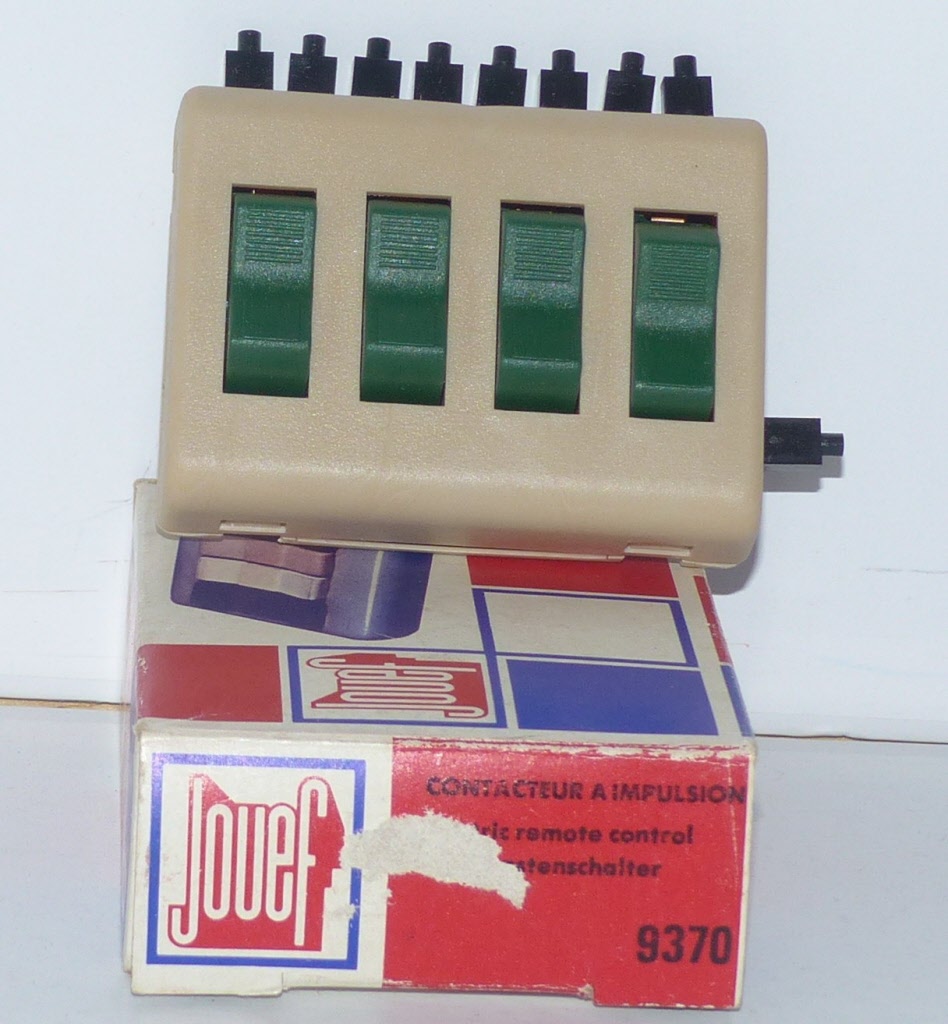 Jouef
Jouef
CONTACTEUR A IMPULSION
remote control
9370